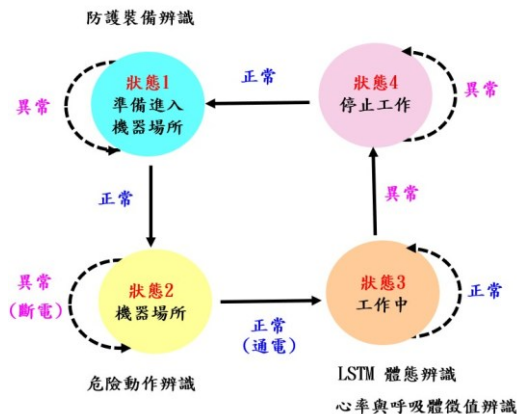 防護裝備辨識
狀態1
準備進入
機器場所
異常
正常
狀態4
停止工作
異常
正常
異常
狀態2
機器場所
異常
(斷電)
正常
(通電)
狀態3
工作中
正常
危險動作辨識
LSTM 體態辨識
心率與呼吸體徵值辨識